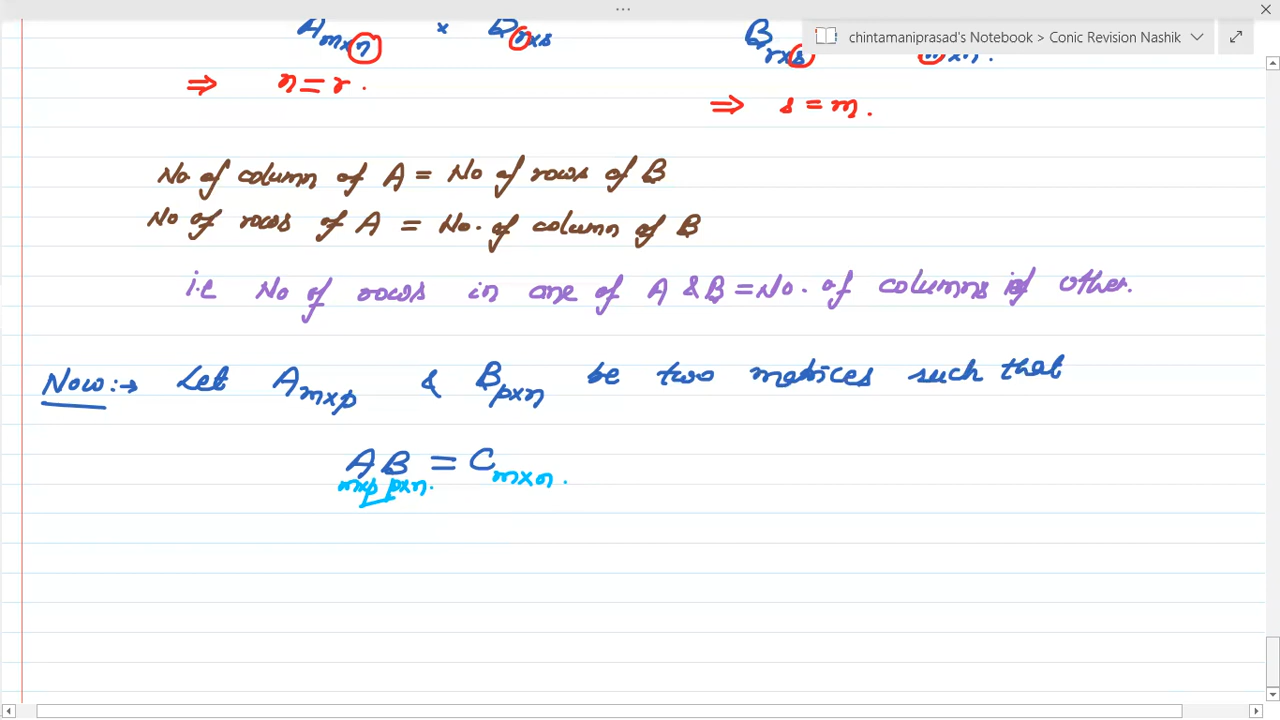 ...
chintamaniprasad's Notebook > Conic Revision Nashik
A m×n × B r×s B r×s m×n.
⇒ n = r.
⇒ s = m.
No of column of A = No of rows of B
No of rows of A = No. of column of B
i.e No of rows in one of A & B = No. of columns of other.
Now:→ Let A m×p & B p×n be two matrices such that
AB = C m×n.
m×p p×n.